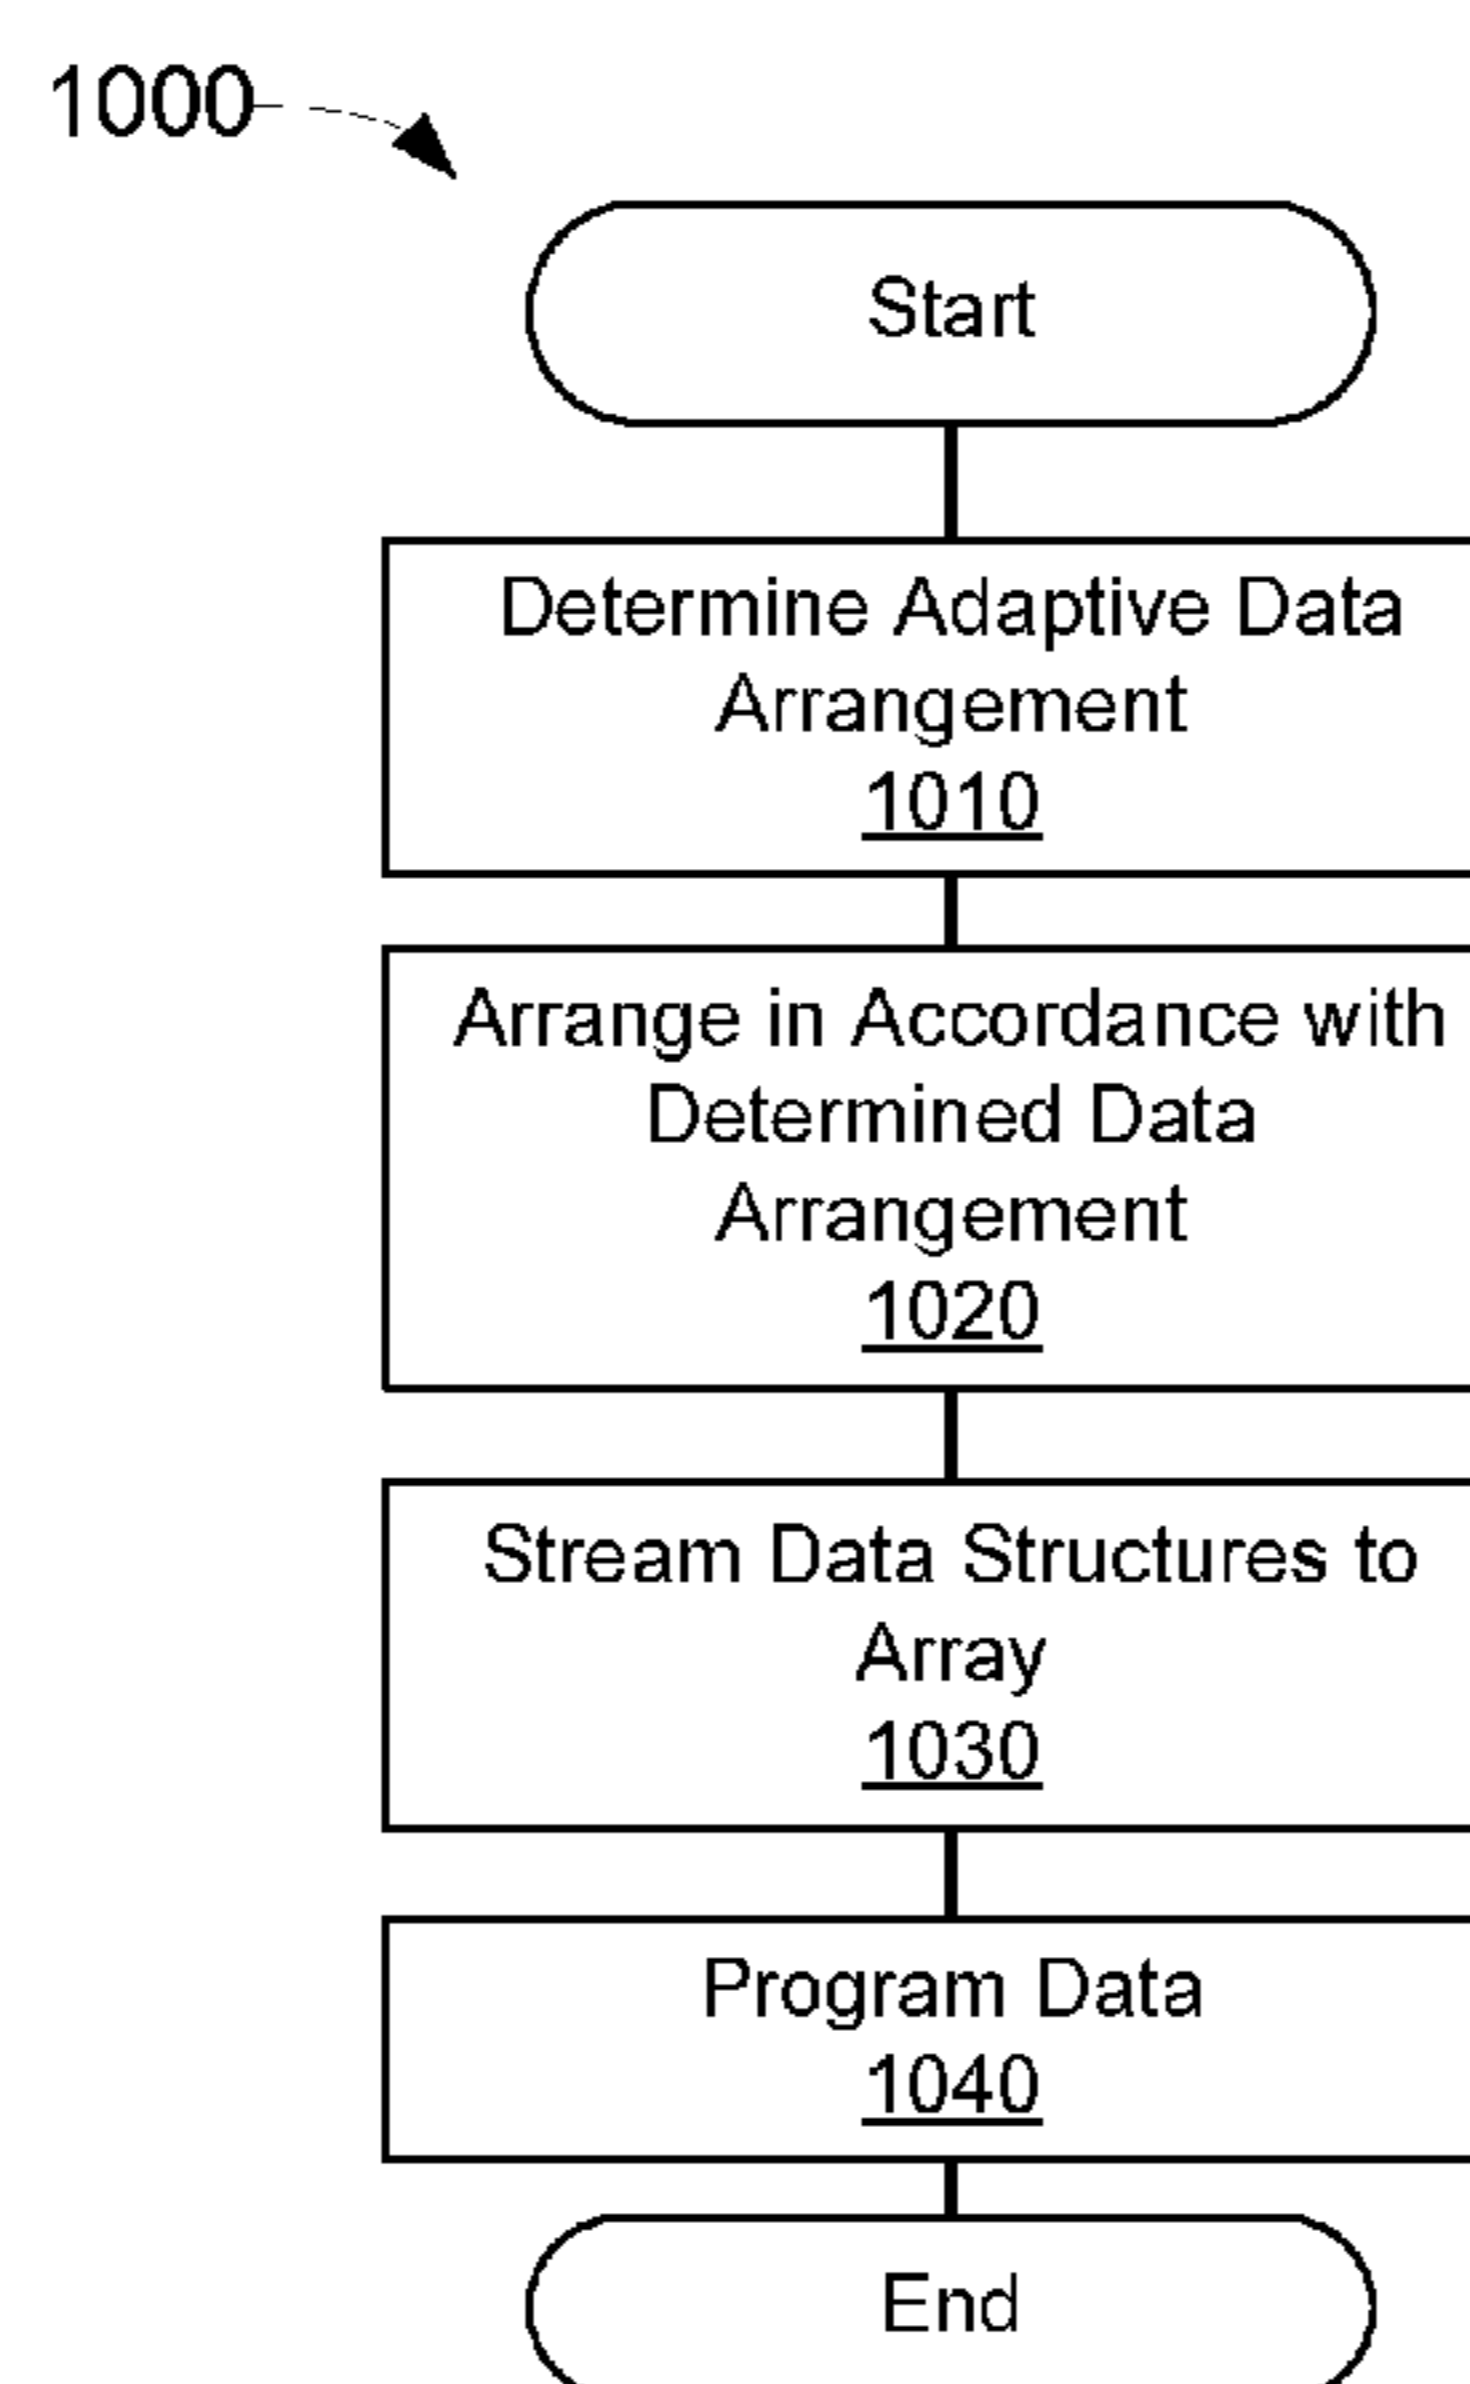 1000
Start
Determine Adaptive Data
Arrangement
1010
Arrange in Accordance with
Determined Data
Arrangement
1020
Stream Data Structures to
Array
1030
Program Data
1040
End